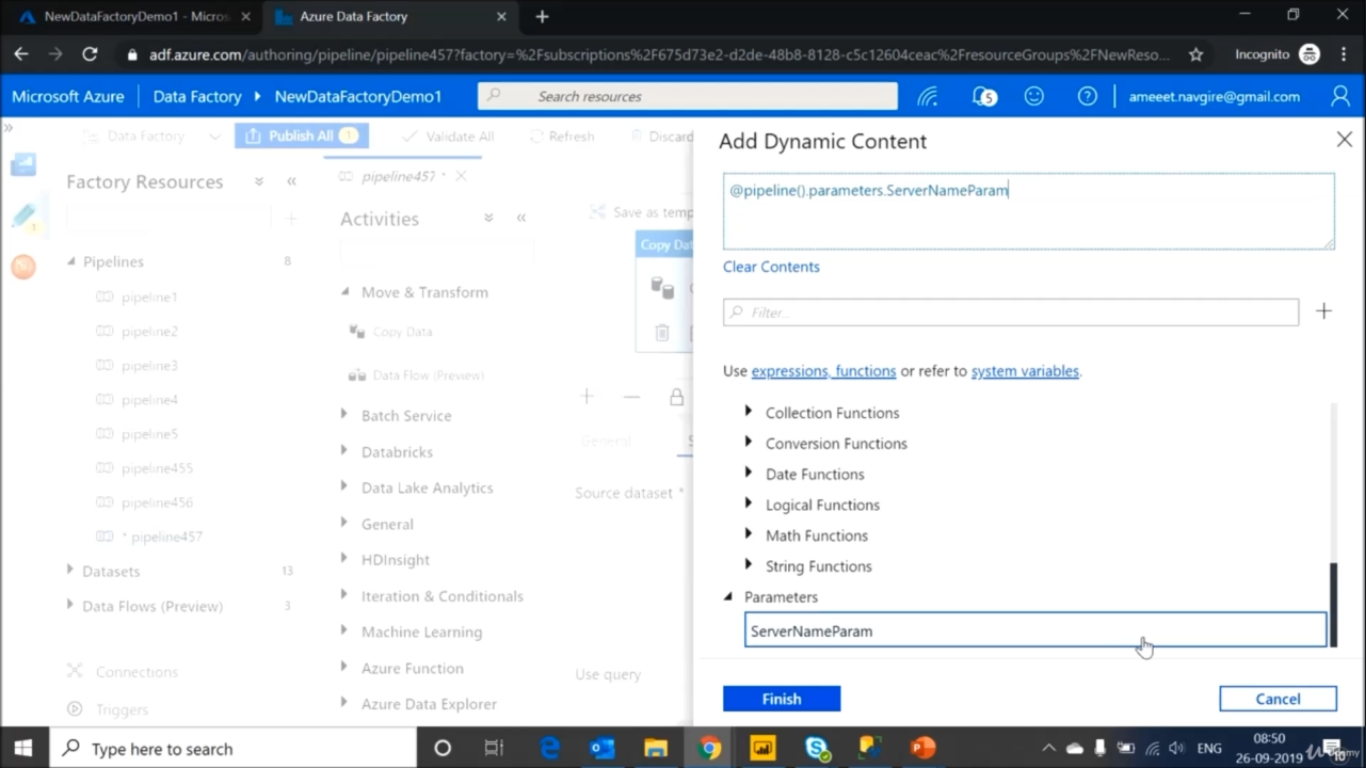 NewDataFactoryDemo1 - Micros
Azure Data Factory
adf.azure.com/authoring/pipeline/pipeline457?factory=%2Fsubscriptions%2F675d73e2-d2de-48b8-8128-c5c12604ceac%2FresourceGroups%2FNewReso...
Incognito
Microsoft Azure
Data Factory
NewDataFactoryDemo1
Search resources
5
ameeet.navgire@gmail.com
Data Factory
Publish All 1
Validate All
Refresh
Discard
Factory Resources
1
Pipelines 8
pipeline1
pipeline2
pipeline3
pipeline4
pipeline5
pipeline455
pipeline456
* pipeline457
Datasets 13
Data Flows (Preview) 3
Connections
Triggers
pipeline457 *
Activities
Move & Transform
Copy Data
Data Flow (Preview)
Batch Service
Databricks
Data Lake Analytics
General
HDInsight
Iteration & Conditionals
Machine Learning
Azure Function
Azure Data Explorer
Save as temp
Copy Dat
General
S
Source dataset *
Use query
Add Dynamic Content
@pipeline().parameters.ServerNameParam
Clear Contents
Filter...
Use expressions, functions or refer to system variables.
Collection Functions
Conversion Functions
Date Functions
Logical Functions
Math Functions
String Functions
Parameters
ServerNameParam
Finish
Cancel
Type here to search
ENG
08:50
26-09-2019